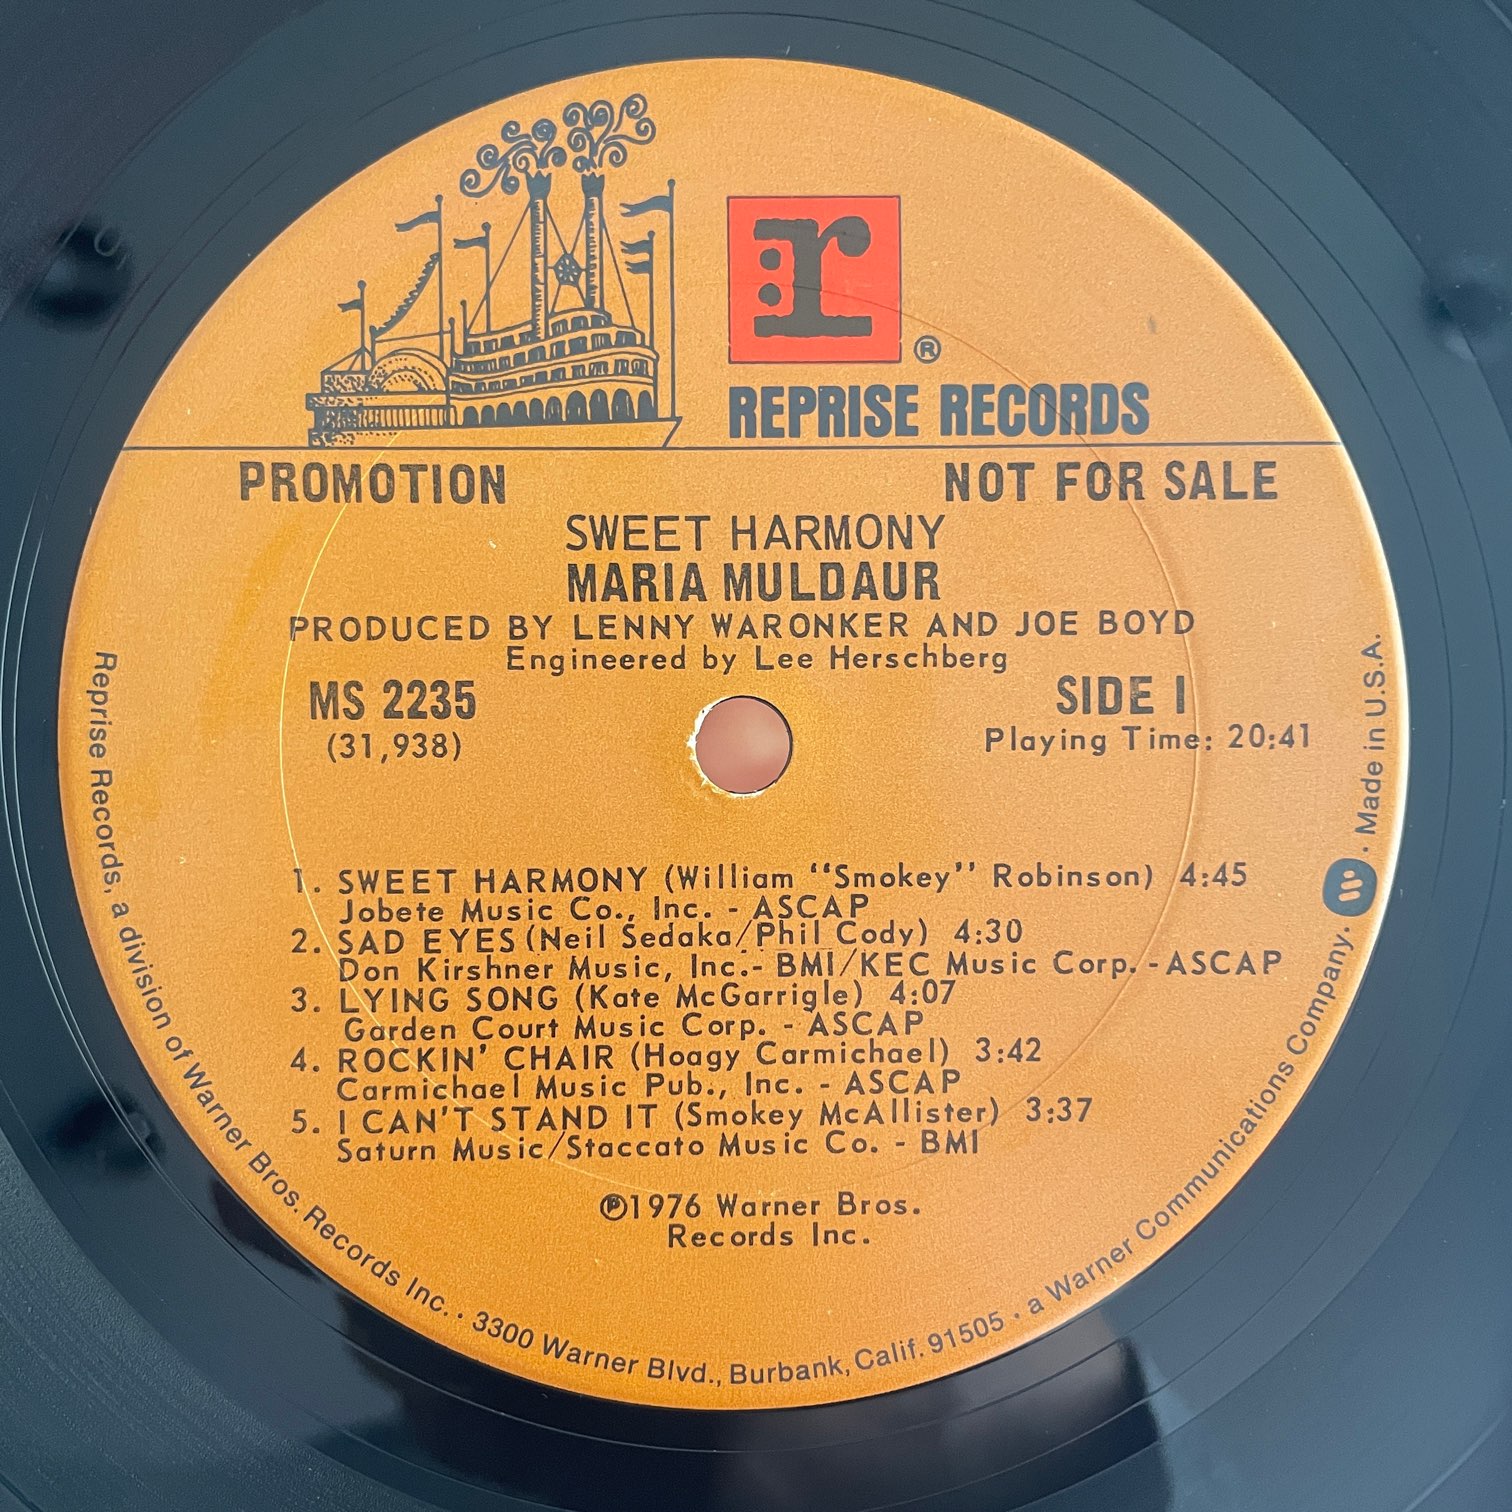 r
®
REPRISE RECORDS
PROMOTION NOT FOR SALE
SWEET HARMONY
MARIA MULDAUR
PRODUCED BY LENNY WARONKER AND JOE BOYD
Engineered by Lee Herschberg
MS 2235 SIDE I
(31,938) Playing Time: 20:41
1. SWEET HARMONY (William "Smokey" Robinson) 4:45
Jobete Music Co., Inc. - ASCAP
2. SAD EYES (Neil Sedaka/Phil Cody) 4:30
Don Kirshner Music, Inc.- BMI/KEC Music Corp. - ASCAP
3. LYING SONG (Kate McGarrigle) 4:07
Garden Court Music Corp. - ASCAP
4. ROCKIN' CHAIR (Hoagy Carmichael) 3:42
Carmichael Music Pub., Inc. - ASCAP
5. I CAN'T STAND IT (Smokey McAllister) 3:37
Saturn Music/Staccato Music Co. - BMI
℗1976 Warner Bros.
Records Inc.
Reprise Records, a division of Warner Bros. Records Inc. · 3300 Warner Blvd., Burbank, Calif. 91505 · a Warner Communications Company. W · Made in U.S.A.